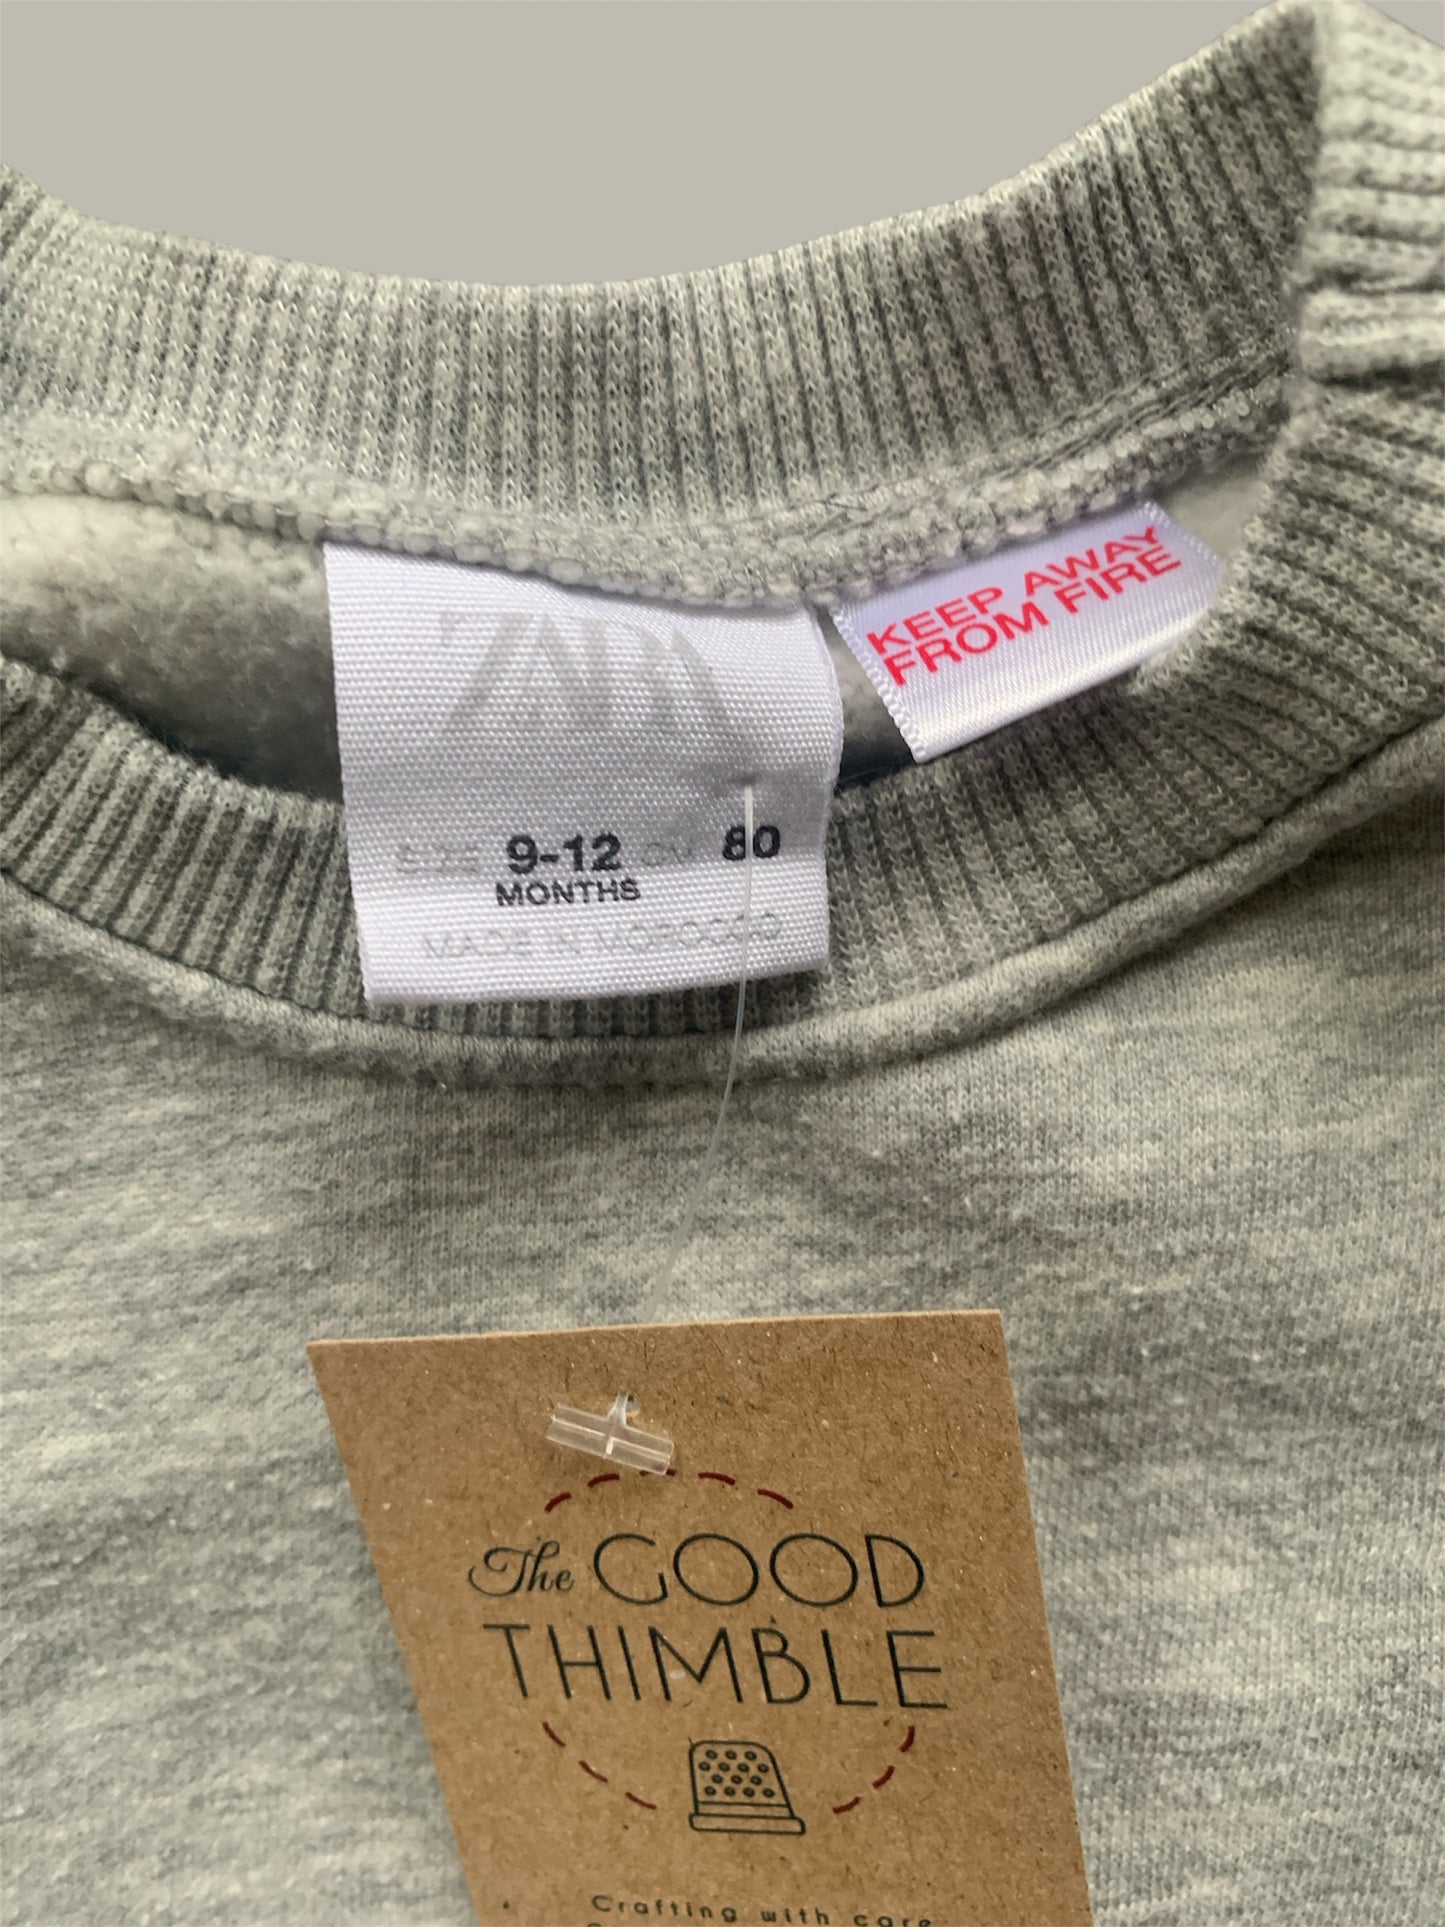 ZARA
KEEP AWAY
FROM FIRE
SIZE 9-12 CM 80
MONTHS
MADE IN MOROCCO
The GOOD
THIMBLE
Crafting with care